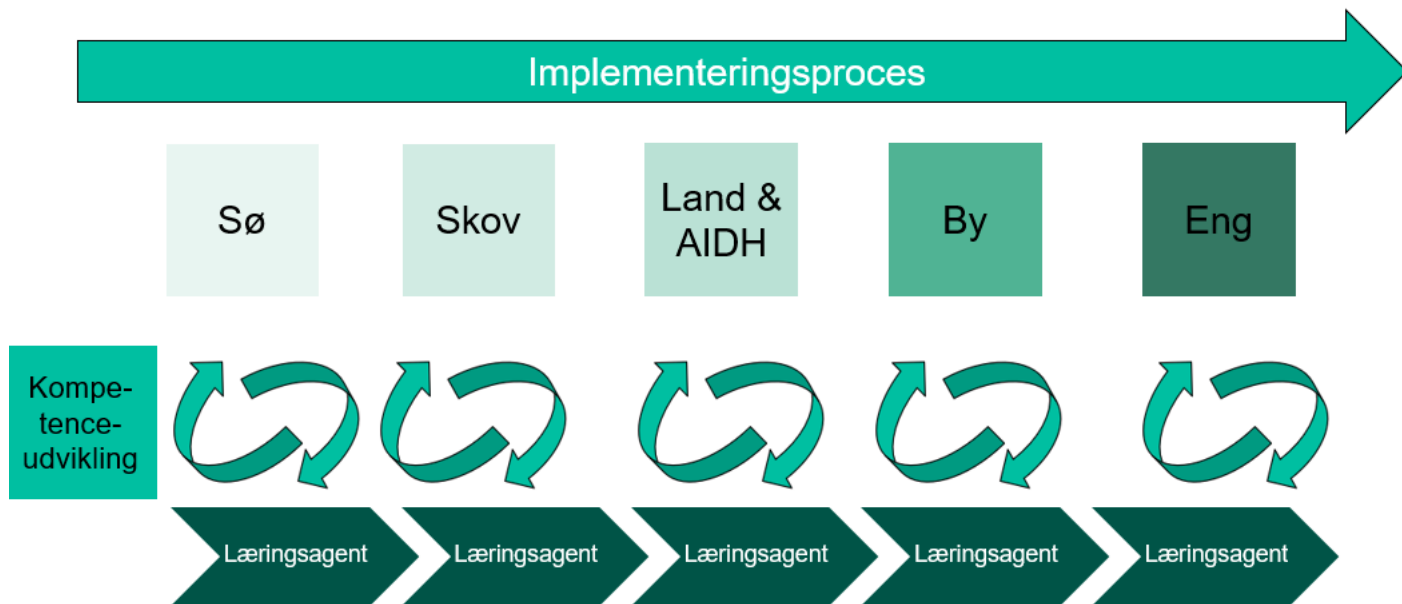 Implementeringsproces
Sø
Skov
Land &
AIDH
By
Eng
Kompe-
tence-
udvikling
Læringsagent
Læringsagent
Læringsagent
Læringsagent
Læringsagent